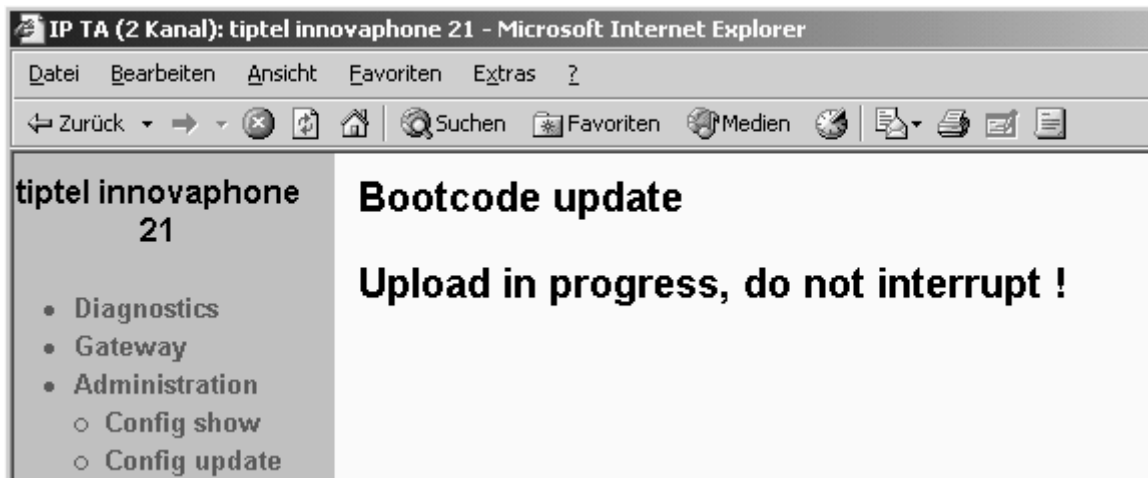 IP TA (2 Kanal): tiptel innovaphone 21 - Microsoft Internet Explorer
Datei Bearbeiten Ansicht Favoriten Extras ?
Zurück Suchen Favoriten Medien
tiptel innovaphone
21
Diagnostics
Gateway
Administration
Config show
Config update
Bootcode update
Upload in progress, do not interrupt !